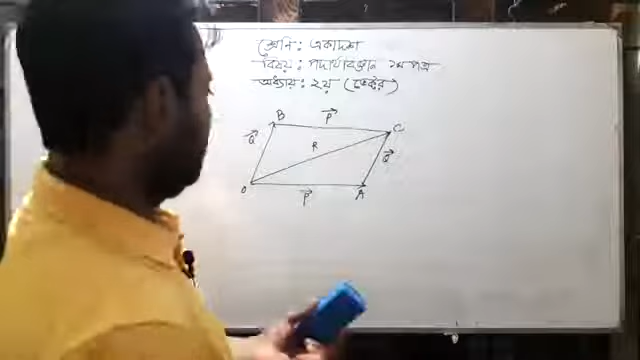 শ্রেনি: একাদশ
বিষয়: পদার্থবিজ্ঞান ১ম পত্র
অধ্যায়: ২য় (ভেক্টর)
B P⃗ C
Q⃗ R Q⃗
O P⃗ A